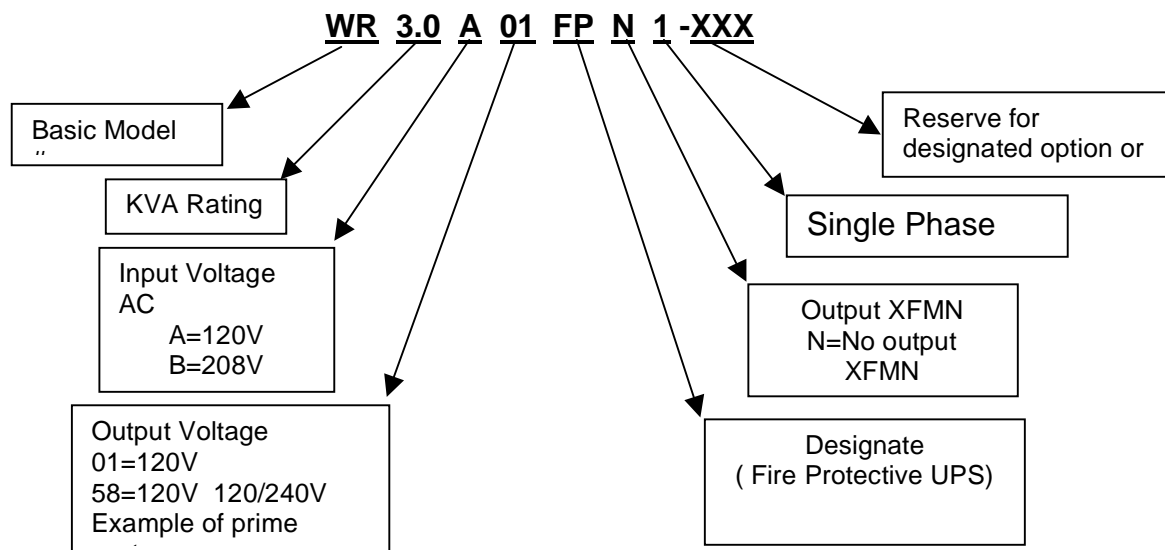 WR 3.0 A 01 FP N 1 -XXX
Basic Model
KVA Rating
Input Voltage
AC
A=120V
B=208V
Output Voltage
01=120V
58=120V 120/240V
Example of prime
Reserve for
designated option or
Single Phase
Output XFMN
N=No output
XFMN
Designate
( Fire Protective UPS)